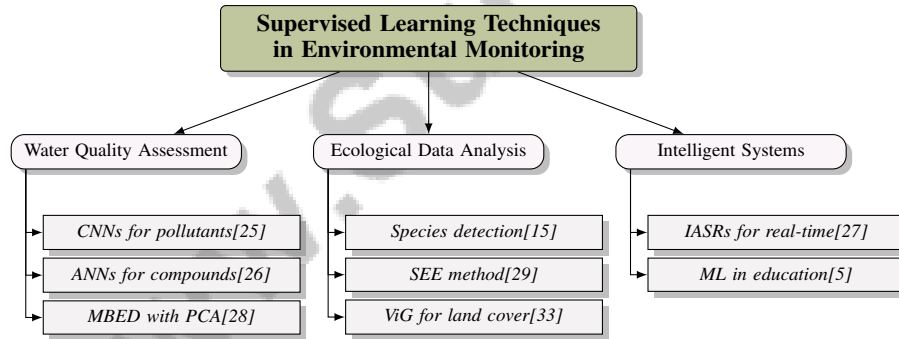 Supervised Learning Techniques
in Environmental Monitoring
Water Quality Assessment
Ecological Data Analysis
Intelligent Systems
CNNs for pollutants[25]
Species detection[15]
IASRs for real-time[27]
ANNs for compounds[26]
SEE method[29]
ML in education[5]
MBED with PCA[28]
ViG for land cover[33]